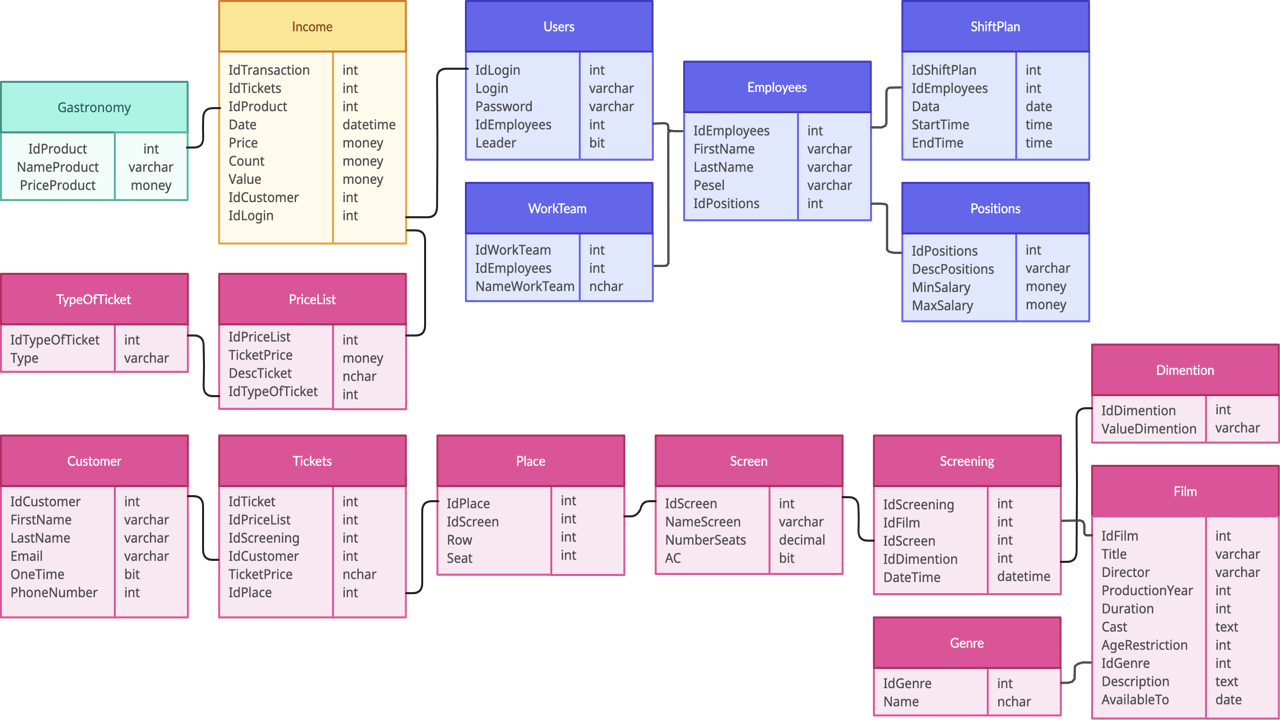 Income
IdTransaction int
IdTickets int
IdProduct int
Date datetime
Price money
Count money
Value money
IdCustomer int
IdLogin int
Users
IdLogin int
Login varchar
Password varchar
IdEmployees int
Leader bit
ShiftPlan
IdShiftPlan int
IdEmployees int
Data date
StartTime time
EndTime time
Gastronomy
IdProduct int
NameProduct varchar
PriceProduct money
Employees
IdEmployees int
FirstName varchar
LastName varchar
Pesel varchar
IdPositions int
WorkTeam
IdWorkTeam int
IdEmployees int
NameWorkTeam nchar
Positions
IdPositions int
DescPositions varchar
MinSalary money
MaxSalary money
TypeOfTicket
IdTypeOfTicket int
Type varchar
PriceList
IdPriceList int
TicketPrice money
DescTicket nchar
IdTypeOfTicket int
Dimention
IdDimention int
ValueDimention varchar
Customer
IdCustomer int
FirstName varchar
LastName varchar
Email varchar
OneTime bit
PhoneNumber int
Tickets
IdTicket int
IdPriceList int
IdScreening int
IdCustomer int
TicketPrice nchar
IdPlace int
Place
IdPlace int
IdScreen int
Row int
Seat int
Screen
IdScreen int
NameScreen varchar
NumberSeats decimal
AC bit
Screening
IdScreening int
IdFilm int
IdScreen int
IdDimention int
DateTime datetime
Film
IdFilm int
Title varchar
Director varchar
ProductionYear int
Duration int
Cast text
AgeRestriction int
IdGenre int
Description text
AvailableTo date
Genre
IdGenre int
Name nchar